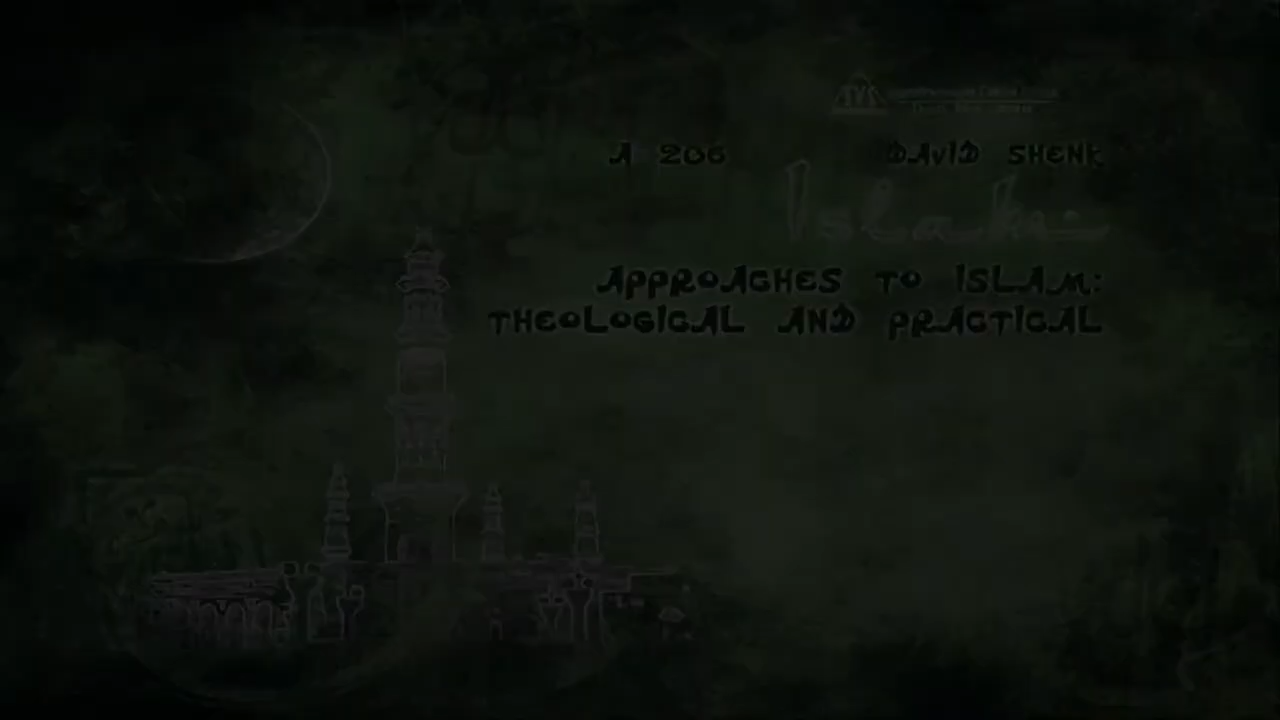 A 206 DAVID SHENK
APPROACHES TO ISLAM:
THEOLOGICAL AND PRACTICAL